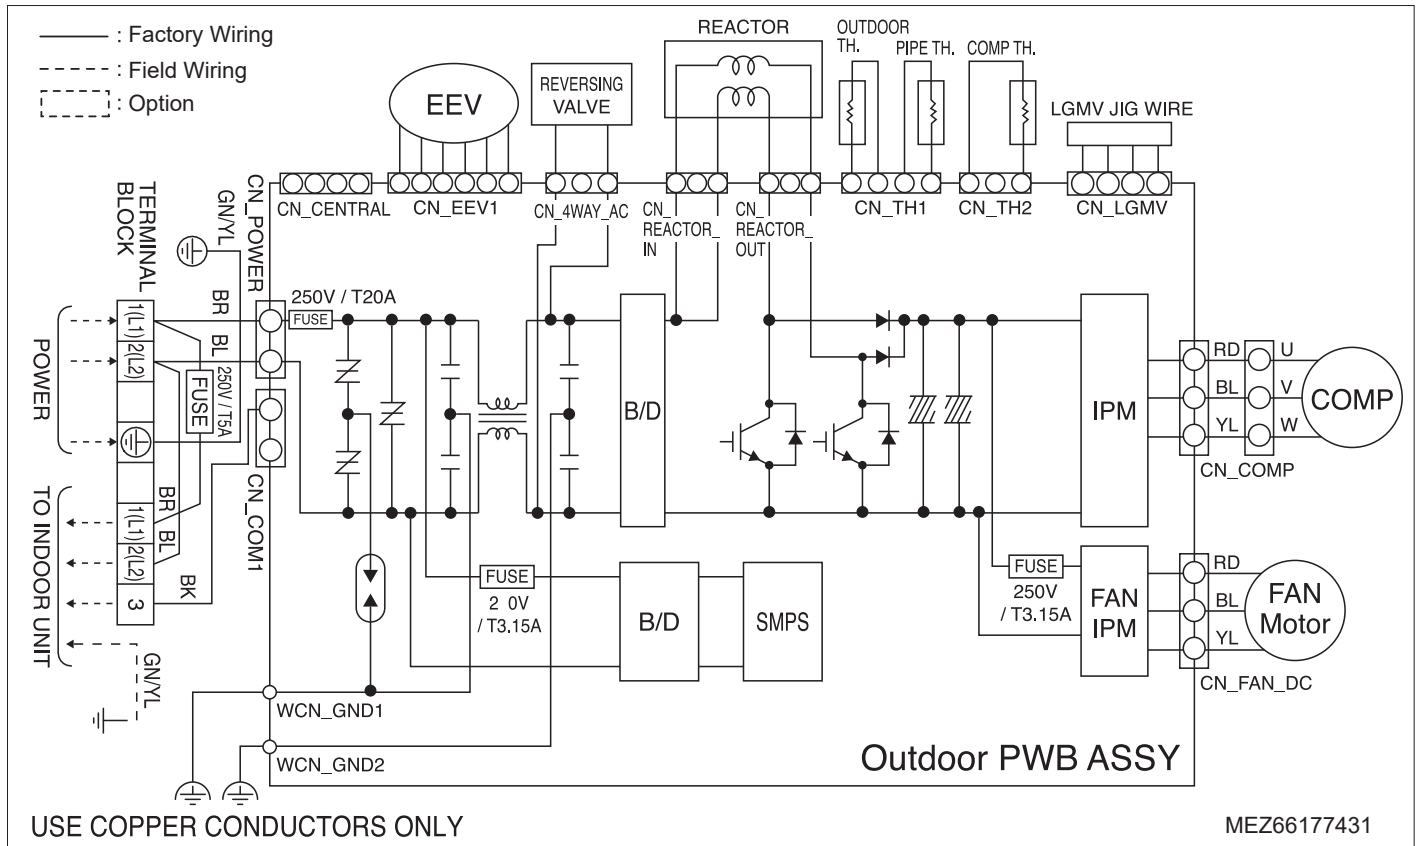 : Factory Wiring
: Field Wiring
: Option
EEV
REVERSING
VALVE
REACTOR
OUTDOOR
TH.
PIPE TH.
COMP TH.
LGMV JIG WIRE
CN_CENTRAL
CN_EEV1
CN_4WAY_AC
CN_
REACTOR_
IN
CN_
REACTOR_
OUT
CN_TH1
CN_TH2
CN_LGMV
TERMINAL
BLOCK
GN/YL
CN_POWER
POWER
1(L1)
2(L2)
BR
BL
FUSE
250V / T5A
250V / T20A
FUSE
B/D
IPM
RD
BL
YL
U
V
W
COMP
CN_COMP
TO INDOOR UNIT
1(L1)
2(L2)
3
BR
BL
BK
GN/YL
CN_COM1
FUSE
2 0V
/ T3.15A
B/D
SMPS
FUSE
250V
/ T3.15A
FAN
IPM
RD
BL
YL
FAN
Motor
CN_FAN_DC
WCN_GND1
WCN_GND2
Outdoor PWB ASSY
USE COPPER CONDUCTORS ONLY
MEZ66177431